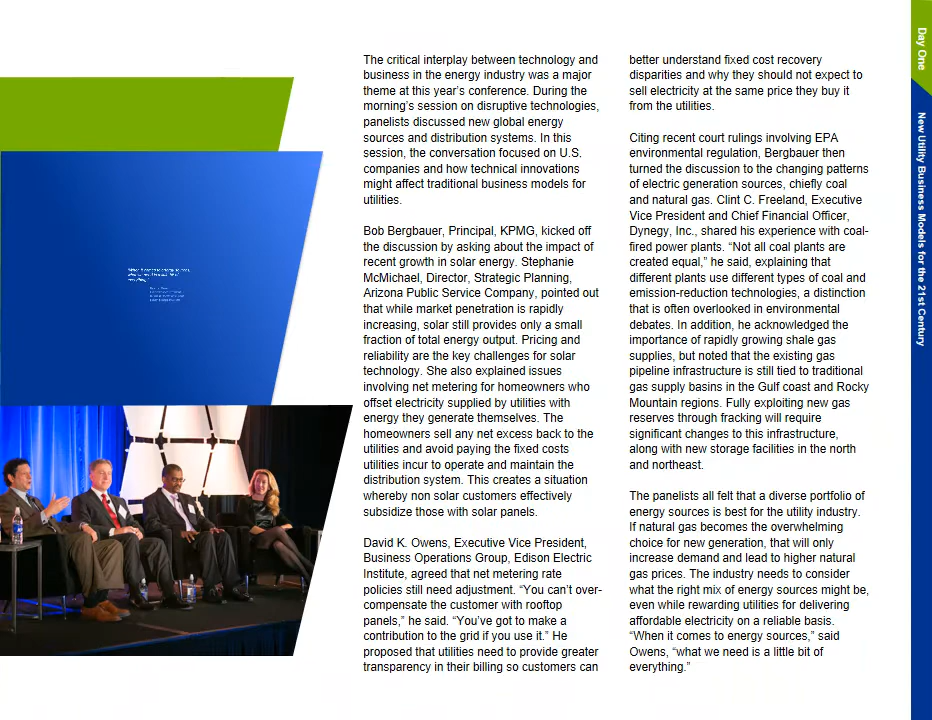 The critical interplay between technology and
business in the energy industry was a major
theme at this year's conference. During the
morning's session on disruptive technologies,
panelists discussed new global energy
sources and distribution systems. In this
session, the conversation focused on U.S.
companies and how technical innovations
might affect traditional business models for
utilities.
Bob Bergbauer, Principal, KPMG, kicked off
the discussion by asking about the impact of
recent growth in solar energy. Stephanie
McMichael, Director, Strategic Planning,
Arizona Public Service Company, pointed out
that while market penetration is rapidly
increasing, solar still provides only a small
fraction of total energy output. Pricing and
reliability are the key challenges for solar
technology. She also explained issues
involving net metering for homeowners who
offset electricity supplied by utilities with
energy they generate themselves. The
homeowners sell any net excess back to the
utilities and avoid paying the fixed costs
utilities incur to operate and maintain the
distribution system. This creates a situation
whereby non solar customers effectively
subsidize those with solar panels.
David K. Owens, Executive Vice President,
Business Operations Group, Edison Electric
Institute, agreed that net metering rate
policies still need adjustment. “You can't over-
compensate the customer with rooftop
panels,” he said. “You've got to make a
contribution to the grid if you use it.” He
proposed that utilities need to provide greater
transparency in their billing so customers can
better understand fixed cost recovery
disparities and why they should not expect to
sell electricity at the same price they buy it
from the utilities.
Citing recent court rulings involving EPA
environmental regulation, Bergbauer then
turned the discussion to the changing patterns
of electric generation sources, chiefly coal
and natural gas. Clint C. Freeland, Executive
Vice President and Chief Financial Officer,
Dynegy, Inc., shared his experience with coal-
fired power plants. “Not all coal plants are
created equal,” he said, explaining that
different plants use different types of coal and
emission-reduction technologies, a distinction
that is often overlooked in environmental
debates. In addition, he acknowledged the
importance of rapidly growing shale gas
supplies, but noted that the existing gas
pipeline infrastructure is still tied to traditional
gas supply basins in the Gulf coast and Rocky
Mountain regions. Fully exploiting new gas
reserves through fracking will require
significant changes to this infrastructure,
along with new storage facilities in the north
and northeast.
The panelists all felt that a diverse portfolio of
energy sources is best for the utility industry.
If natural gas becomes the overwhelming
choice for new generation, that will only
increase demand and lead to higher natural
gas prices. The industry needs to consider
what the right mix of energy sources might be,
even while rewarding utilities for delivering
affordable electricity on a reliable basis.
“When it comes to energy sources,” said
Owens, “what we need is a little bit of
everything.”
Day One
New Utility Business Models for the 21st Century